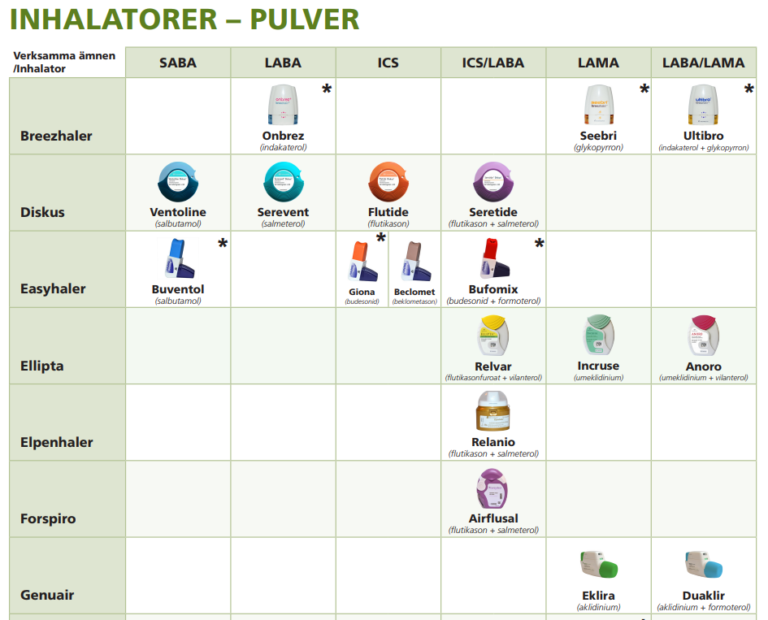 INHALATORER – PULVER
Verksamma ämnen
/Inhalator
SABA
LABA
ICS
ICS/LABA
LAMA
LABA/LAMA
Breezhaler
*
Onbrez
(indakaterol)
*
Seebri
(glykopyrron)
*
Ultibro
(indakaterol + glykopyrron)
Diskus
Ventoline
(salbutamol)
Serevent
(salmeterol)
Flutide
(flutikason)
Seretide
(flutikason + salmeterol)
Easyhaler
*
Buventol
(salbutamol)
*
Giona
(budesonid)
Beclomet
(beklometason)
*
Bufomix
(budesonid + formoterol)
Ellipta
Relvar
(flutikasonfuroat + vilanterol)
Incruse
(umeklidinium)
Anoro
(umeklidinium + vilanterol)
Elpenhaler
Relanio
(flutikason + salmeterol)
Forspiro
Airflusal
(flutikason + salmeterol)
Genuair
Eklira
(aklidinium)
Duaklir
(aklidinium + formoterol)